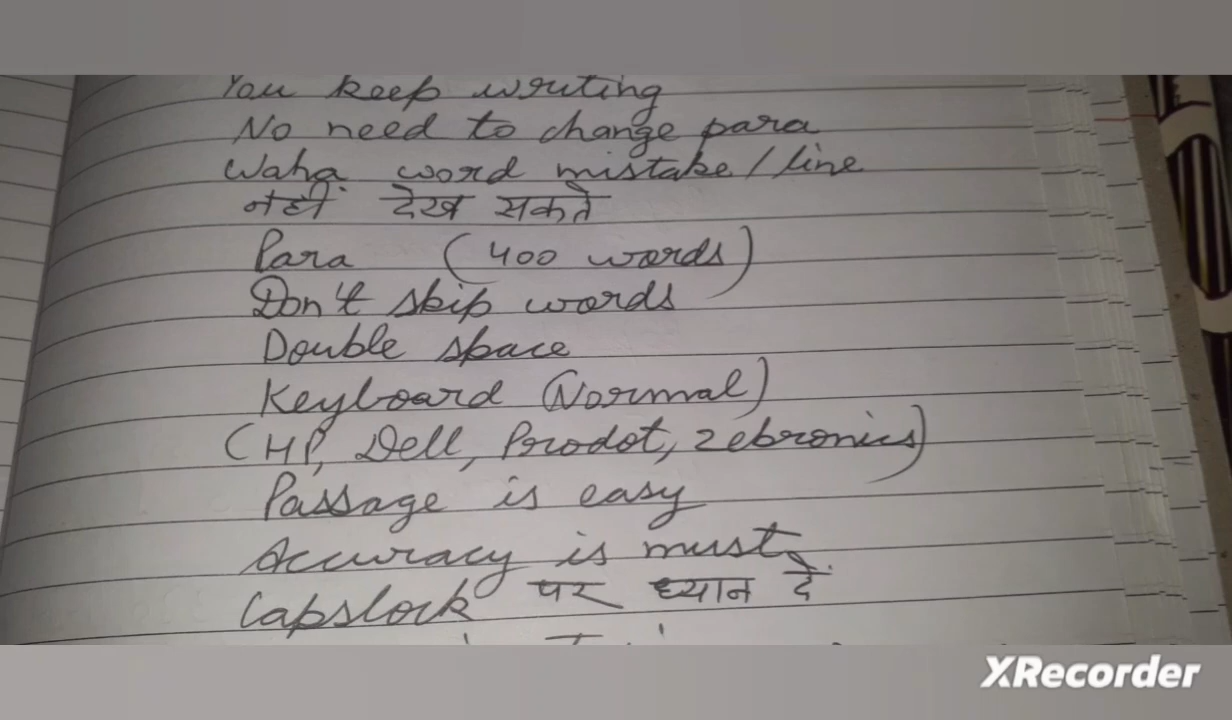 You keep writing
No need to change para
Waha word mistake/line
नहीं देख सकते
Para (400 words)
Don't skip words
Double space
Keyboard (Normal)
(HP, Dell, Prodot, Zebronics)
Passage is easy
Accuracy is must
Capslock पर ध्यान दें
XRecorder